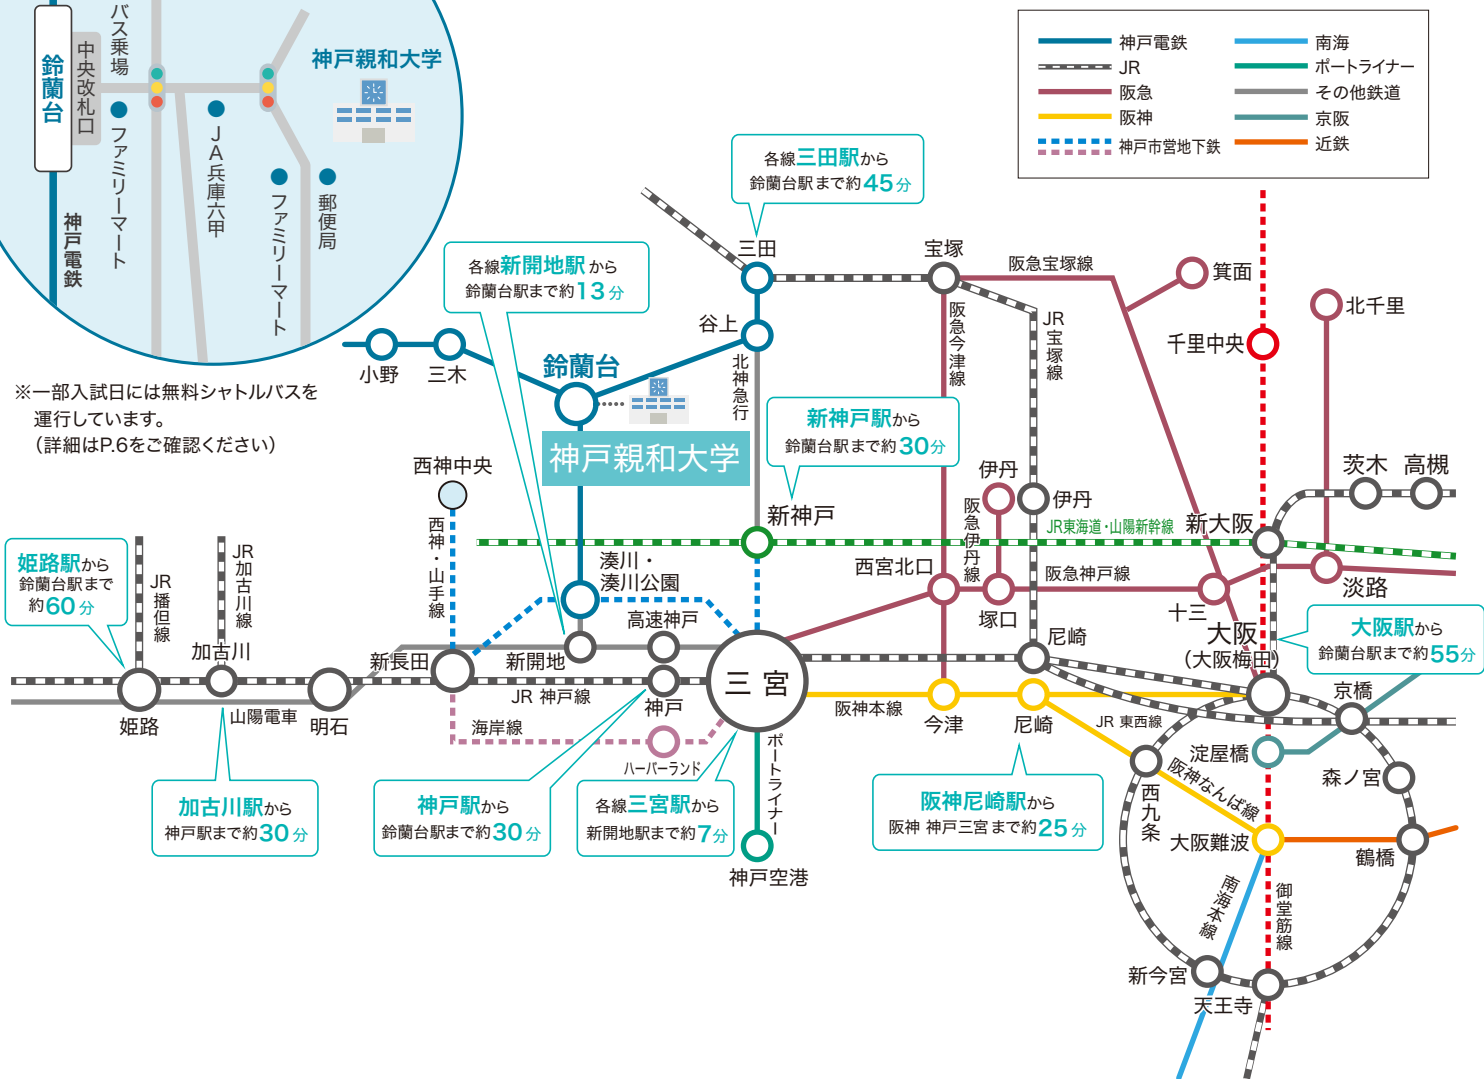 バス乗場
中央改札口
鈴蘭台
神戸電鉄
ファミリーマート
JA兵庫六甲
ファミリーマート
郵便局
神戸親和大学
※一部入試日には無料シャトルバスを
運行しています。
（詳細はP.6をご確認ください）
神戸電鉄
JR
阪急
阪神
神戸市営地下鉄
南海
ポートライナー
その他鉄道
京阪
近鉄
各線三田駅から
鈴蘭台駅まで約45分
各線新開地駅から
鈴蘭台駅まで約13分
新神戸駅から
鈴蘭台駅まで約30分
姫路駅から
鈴蘭台駅まで
約60分
大阪駅から
鈴蘭台駅まで約55分
加古川駅から
神戸駅まで約30分
神戸駅から
鈴蘭台駅まで約30分
各線三宮駅から
新開地駅まで約7分
阪神尼崎駅から
阪神 神戸三宮まで約25分
三田
宝塚
阪急宝塚線
箕面
北千里
千里中央
谷上
北神急行
阪急今津線
JR宝塚線
小野
三木
鈴蘭台
神戸親和大学
西神中央
西神・山手線
新神戸
伊丹
伊丹
阪急伊丹線
JR東海道・山陽新幹線
新大阪
茨木
高槻
湊川・
湊川公園
高速神戸
西宮北口
塚口
阪急神戸線
十三
淡路
JR播但線
JR加古川線
加古川
新長田
新開地
三宮
尼崎
大阪
（大阪梅田）
京橋
姫路
山陽電車
明石
JR 神戸線
神戸
海岸線
ハーバーランド
ポートライナー
神戸空港
阪神本線
今津
尼崎
JR 東西線
淀屋橋
森ノ宮
西九条
阪神なんば線
大阪難波
鶴橋
南海本線
御堂筋線
新今宮
天王寺